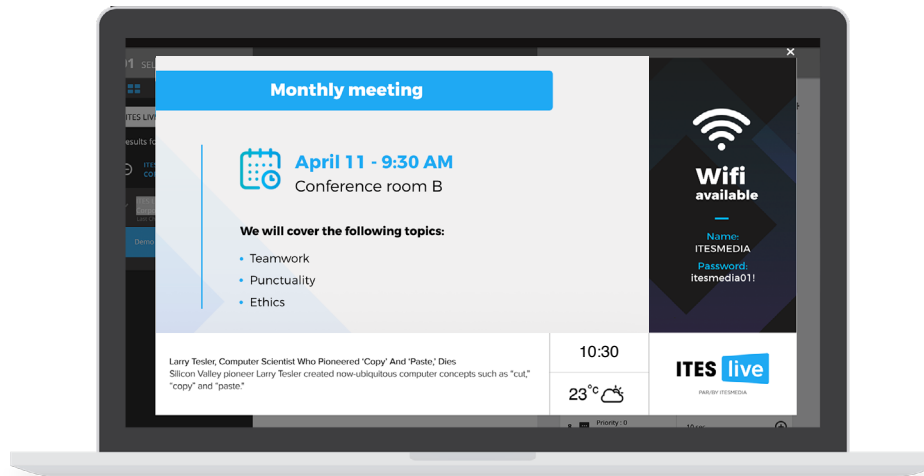 Monthly meeting
April 11 - 9:30 AM
Conference room B
We will cover the following topics:
• Teamwork
• Punctuality
• Ethics
Wifi
available
Name:
ITESMEDIA
Password:
itesmedia01!
Larry Tesler, Computer Scientist Who Pioneered ‘Copy’ And ‘Paste,’ Dies
Silicon Valley pioneer Larry Tesler created now-ubiquitous computer concepts such as “cut,”
“copy” and “paste.”
10:30
23°C
ITES live
PAR/BY ITESMEDIA
Priority : 0